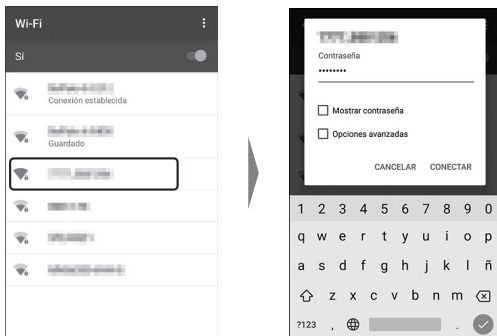 Wi-Fi
Sí
Conexión establecida
Guardado
Contraseña
••••••••
Mostrar contraseña
Opciones avanzadas
CANCELAR CONECTAR
1 2 3 4 5 6 7 8 9 0
q w e r t y u i o p
a s d f g h j k l ñ
z x c v b n m
?123 , .